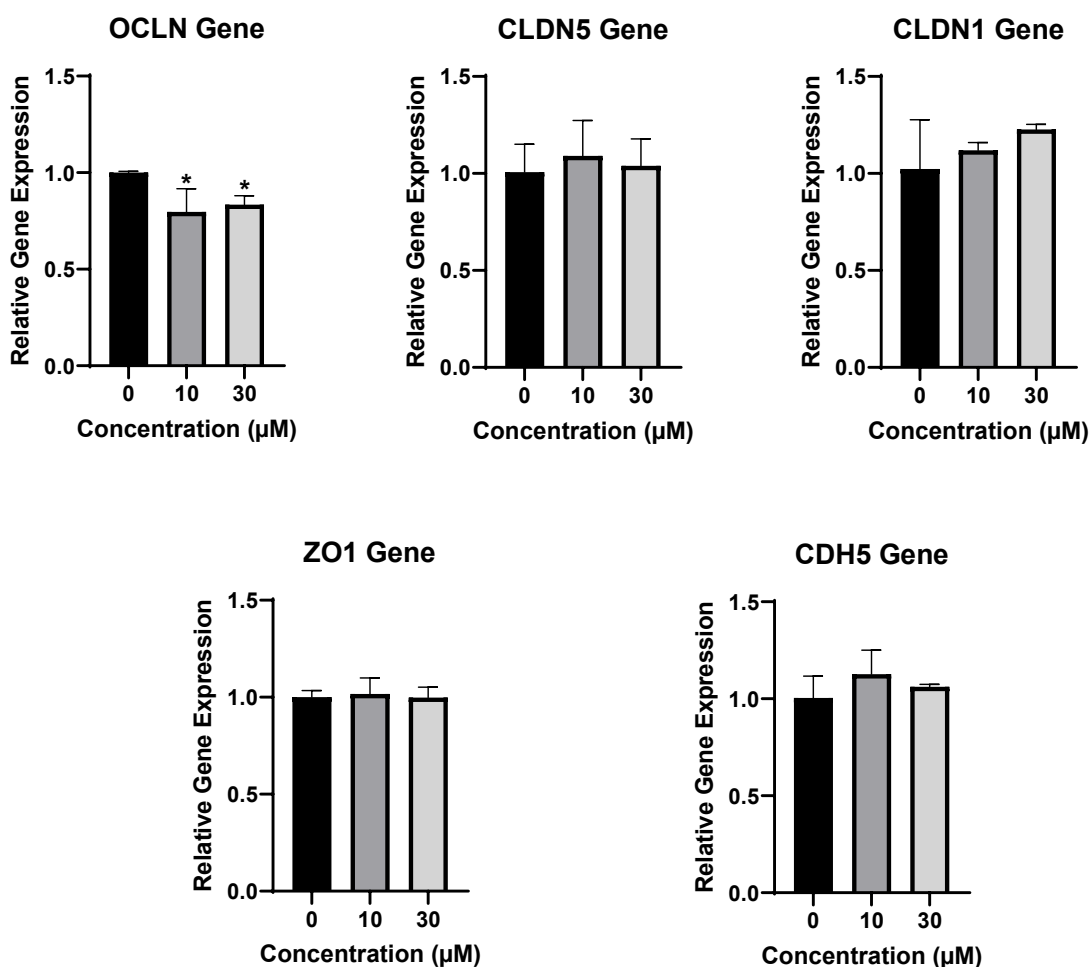 OCLN Gene
Relative Gene Expression
1.5
1.0
0.5
0.0
* *
0 10 30
Concentration (µM)
CLDN5 Gene
Relative Gene Expression
1.5
1.0
0.5
0.0
0 10 30
Concentration (µM)
CLDN1 Gene
Relative Gene Expression
1.5
1.0
0.5
0.0
0 10 30
Concentration (µM)
ZO1 Gene
Relative Gene Expression
1.5
1.0
0.5
0.0
0 10 30
Concentration (µM)
CDH5 Gene
Relative Gene Expression
1.5
1.0
0.5
0.0
0 10 30
Concentration (µM)